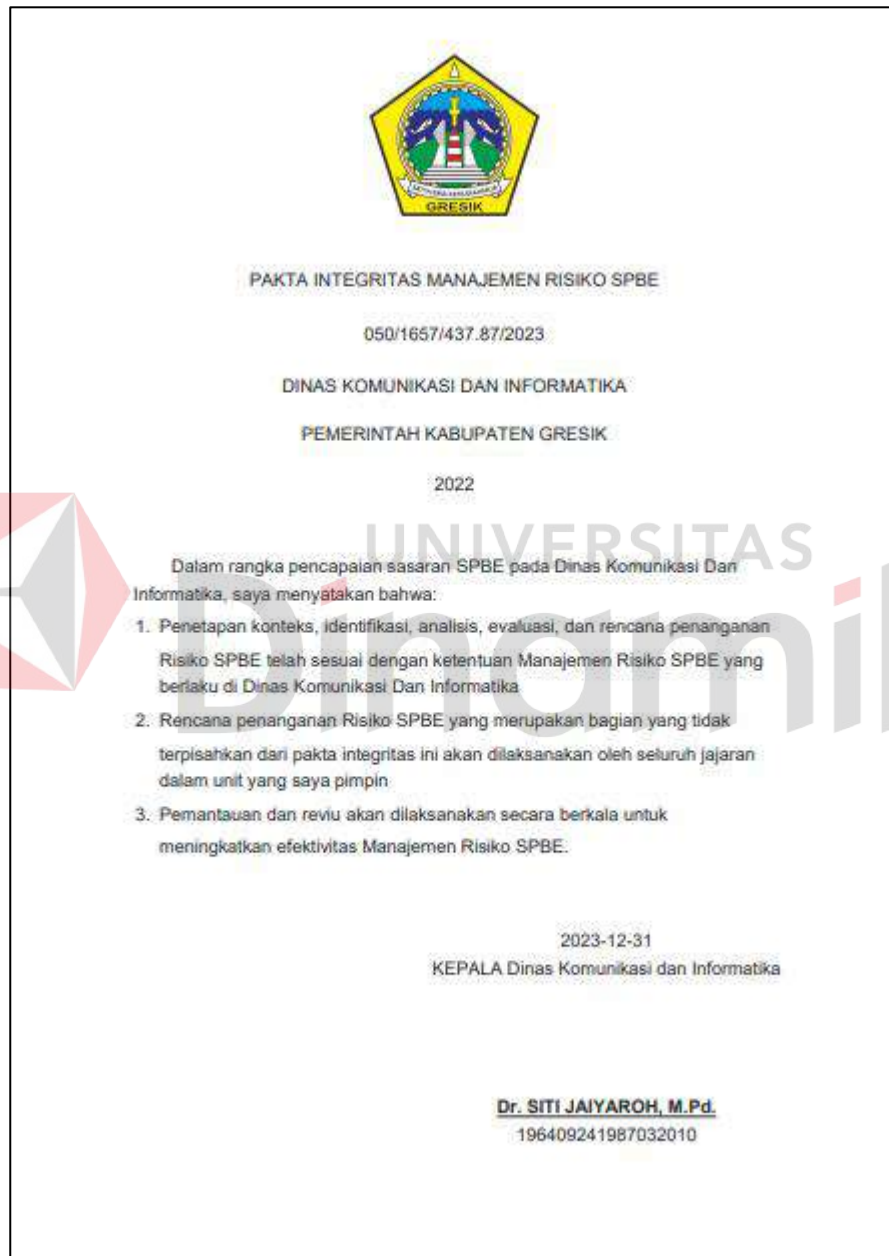 GRESIK
PAKTA INTEGRITAS MANAJEMEN RISIKO SPBE
050/1657/437.87/2023
DINAS KOMUNIKASI DAN INFORMATIKA
PEMERINTAH KABUPATEN GRESIK
2022
UNIVERSITAS
Dinamik
Dalam rangka pencapaian sasaran SPBE pada Dinas Komunikasi Dan
Informatika, saya menyatakan bahwa:
1. Penetapan konteks, identifikasi, analisis, evaluasi, dan rencana penanganan
Risiko SPBE telah sesuai dengan ketentuan Manajemen Risiko SPBE yang
berlaku di Dinas Komunikasi Dan Informatika
2. Rencana penanganan Risiko SPBE yang merupakan bagian yang tidak
terpisahkan dari pakta integritas ini akan dilaksanakan oleh seluruh jajaran
dalam unit yang saya pimpin
3. Pemantauan dan reviu akan dilaksanakan secara berkala untuk
meningkatkan efektivitas Manajemen Risiko SPBE.
2023-12-31
KEPALA Dinas Komunikasi dan Informatika
Dr. SITI JAIYAROH, M.Pd.
196409241987032010